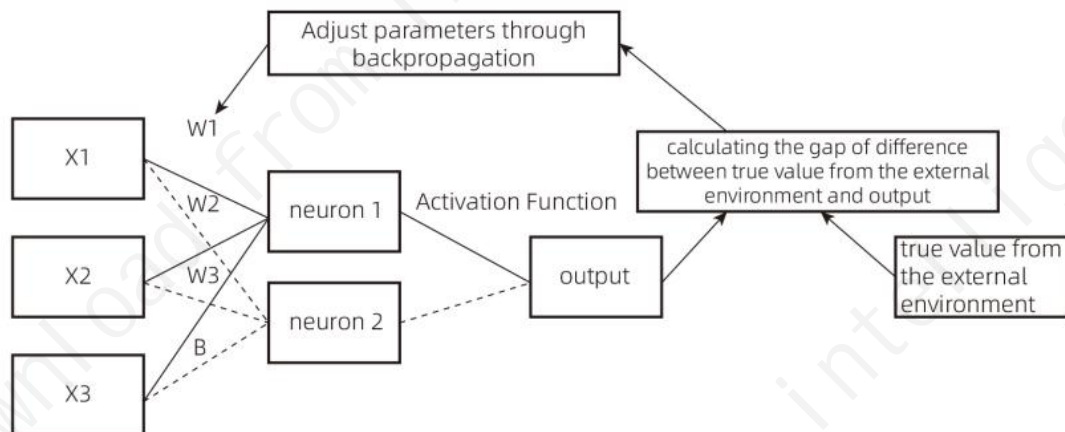 Adjust parameters through
backpropagation
W1
X1
calculating the gap of difference
between true value from the external
environment and output
W2
neuron 1
Activation Function
X2
W3
output
true value from
the external
environment
neuron 2
B
X3